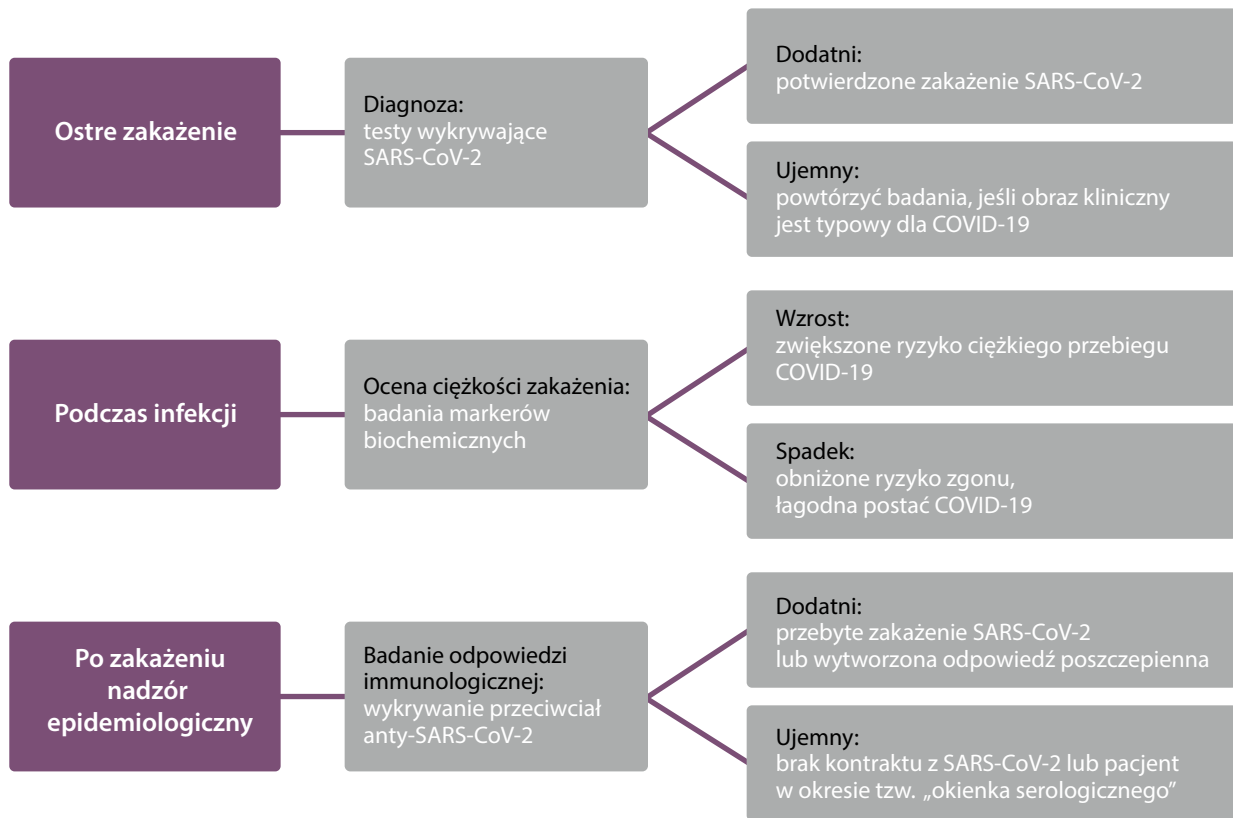 Ostre zakażenie
Diagnoza:
testy wykrywające
SARS-CoV-2
Dodatni:
potwierdzone zakażenie SARS-CoV-2
Ujemny:
powtórzyć badania, jeśli obraz kliniczny
jest typowy dla COVID-19
Podczas infekcji
Ocena ciężkości zakażenia:
badania markerów
biochemicznych
Wzrost:
zwiększone ryzyko ciężkiego przebiegu
COVID-19
Spadek:
obniżone ryzyko zgonu,
łagodna postać COVID-19
Po zakażeniu
nadzór
epidemiologiczny
Badanie odpowiedzi
immunologicznej:
wykrywanie przeciwciał
anty-SARS-CoV-2
Dodatni:
przebyte zakażenie SARS-CoV-2
lub wytworzona odpowiedź poszczepienna
Ujemny:
brak kontraktu z SARS-CoV-2 lub pacjent
w okresie tzw. „okienka serologicznego”